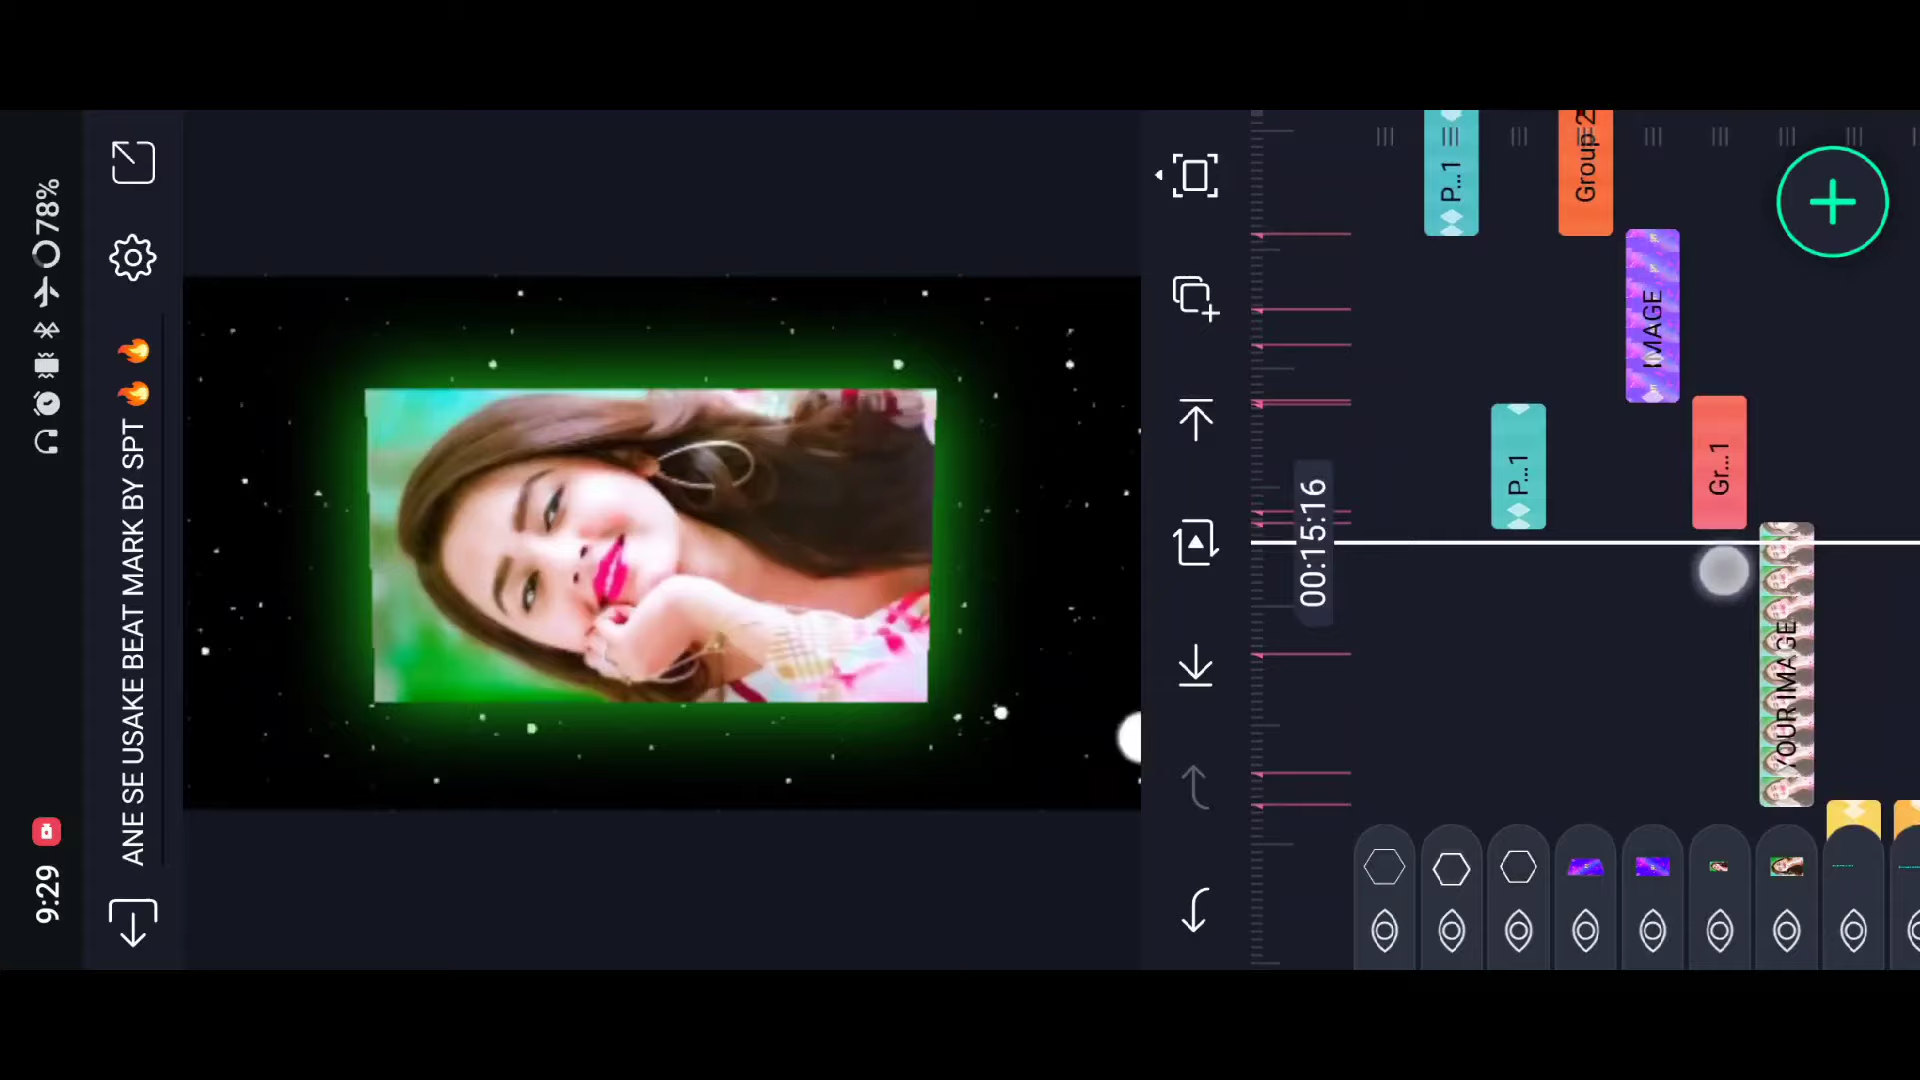 9:29
78%
ANE SE USAKE BEAT MARK BY SPT 🔥 🔥
00:15:16
P...1
P...1
Group 2
IMAGE
Gr...1
YOUR IMAGE